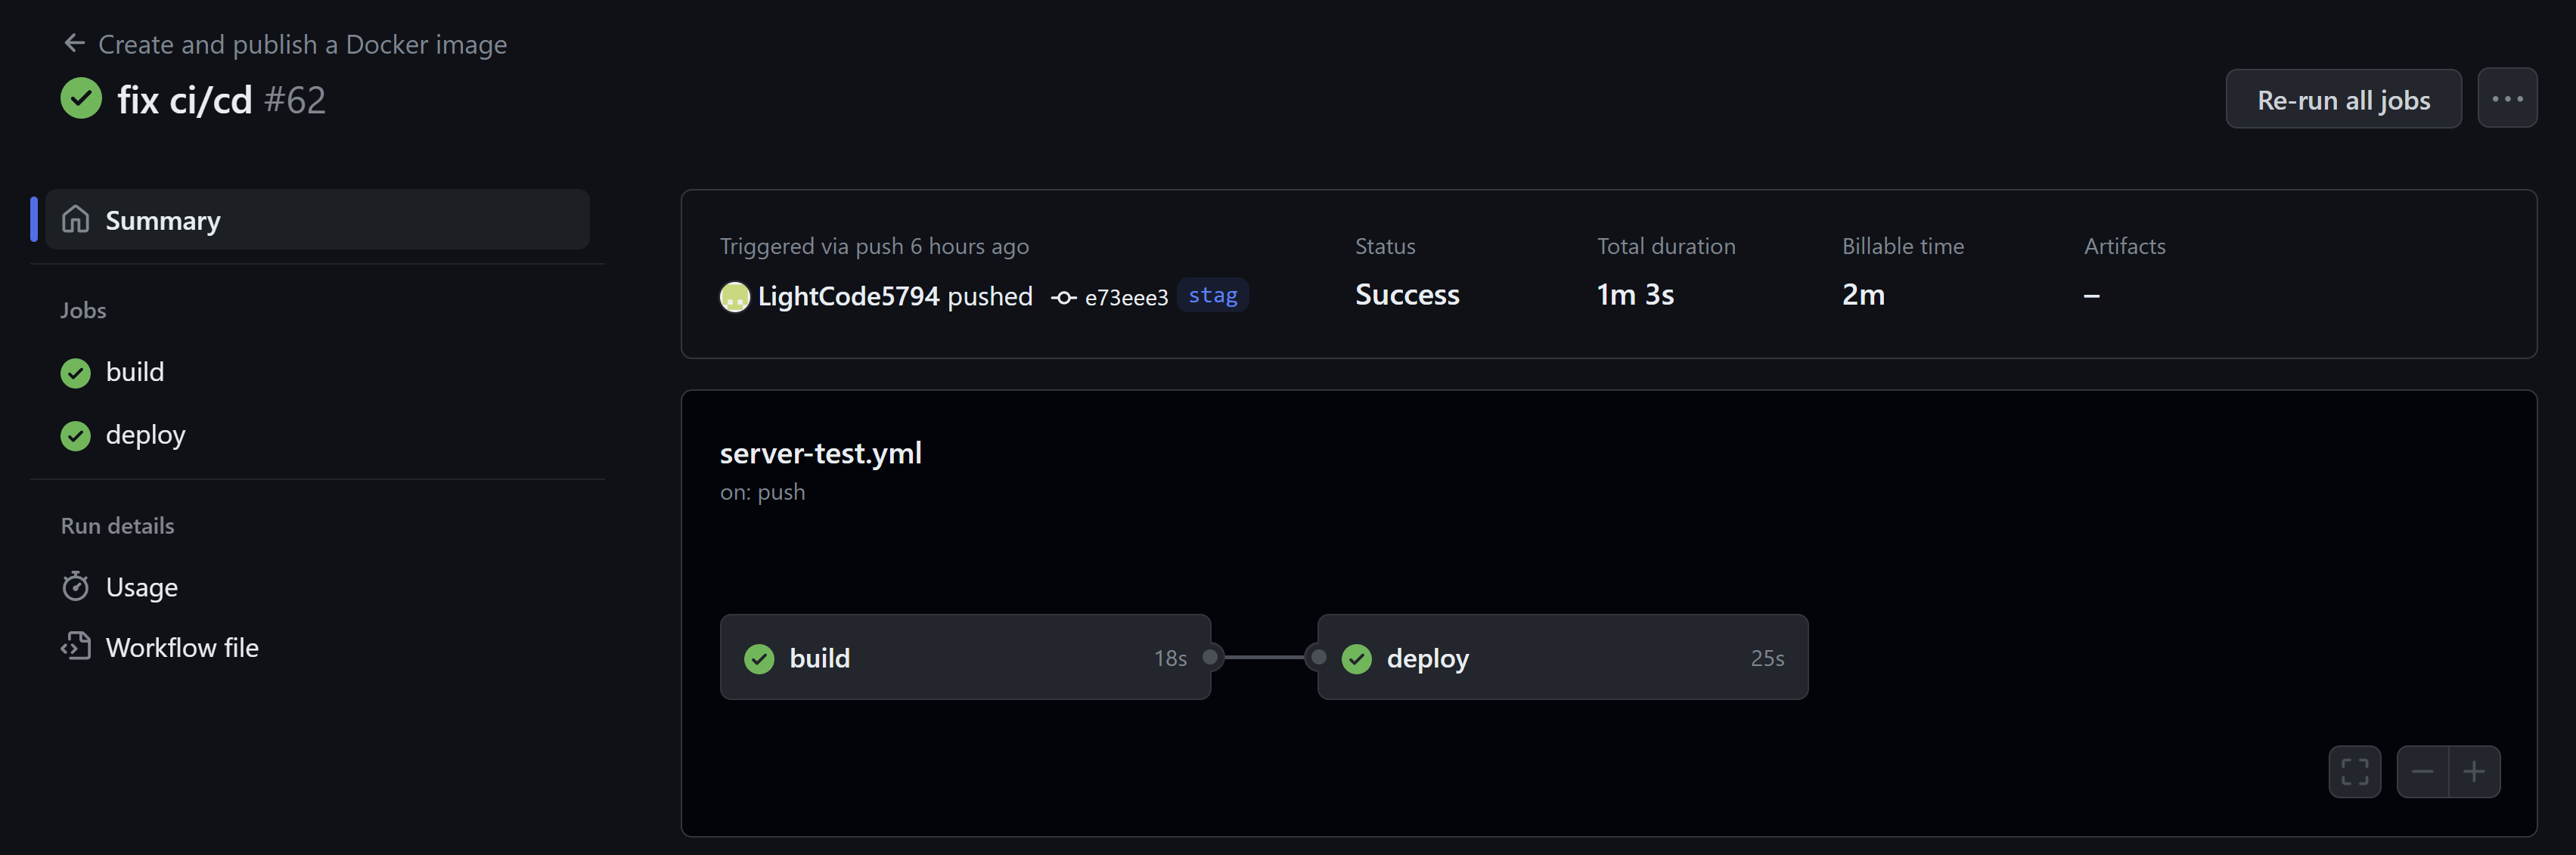 ← Create and publish a Docker image
fix ci/cd #62
Re-run all jobs
Summary
Jobs
build
deploy
Run details
Usage
Workflow file
Triggered via push 6 hours ago
LightCode5794 pushed e73eee3 stag
Status
Success
Total duration
1m 3s
Billable time
2m
Artifacts
–
server-test.yml
on: push
build 18s
deploy 25s